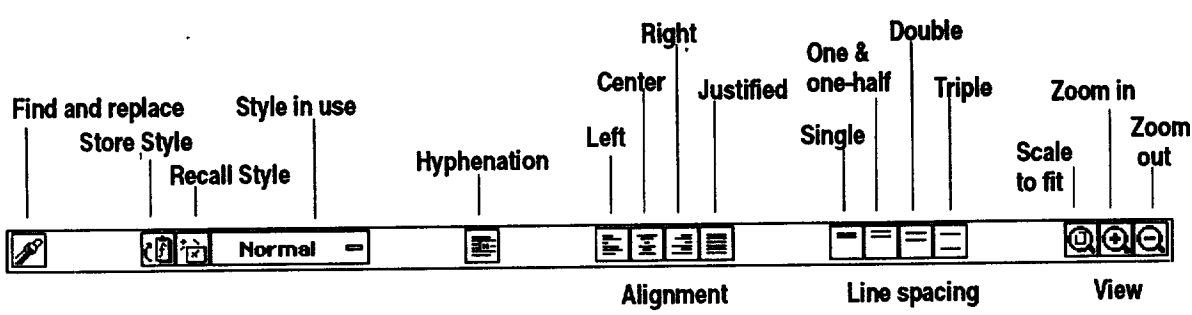 Right
Double
One &
one-half
Center
Justified
Triple
Zoom in
Find and replace
Style in use
Store Style
Left
Single
Zoom
out
Hyphenation
Scale
to fit
Recall Style
Normal
Alignment
Line spacing
View